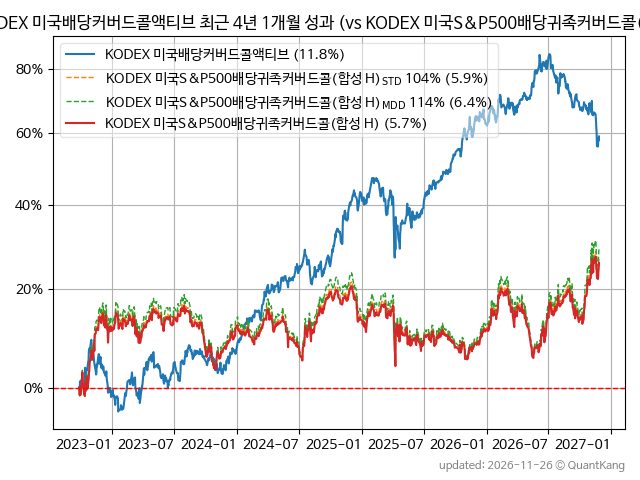 ODEX 미국배당커버드콜액티브 최근 4년 1개월 성과 (vs KODEX 미국S&P500배당귀족커버드콜(
KODEX 미국배당커버드콜액티브 (11.8%)
KODEX 미국S&P500배당귀족커버드콜(합성 H) STD 104% (5.9%)
KODEX 미국S&P500배당귀족커버드콜(합성 H) MDD 114% (6.4%)
KODEX 미국S&P500배당귀족커버드콜(합성 H) (5.7%)
80%
60%
40%
20%
0%
2023-01 2023-07 2024-01 2024-07 2025-01 2025-07 2026-01 2026-07 2027-01
updated: 2026-11-26 © QuantKang